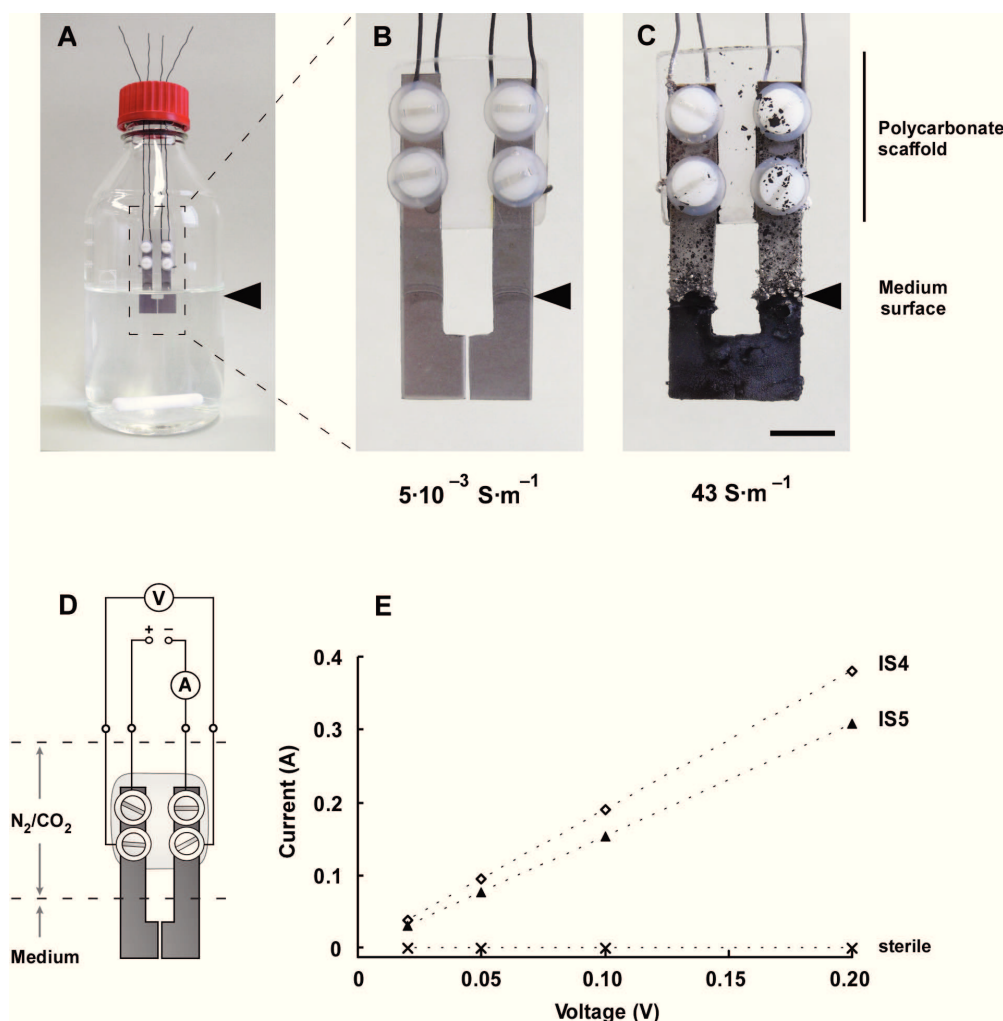 A
B
C
Polycarbonate
scaffold
Medium
surface
5·10 –3 S·m–1
43 S·m–1
D
V
+ –
A
N2/CO2
Medium
E
0.4
0.3
0.2
0.1
0
0
0.05
0.10
0.15
0.20
Current (A)
Voltage (V)
IS4
IS5
sterile